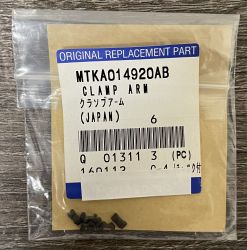 ORIGINAL REPLACEMENT PART
MTKA014920AB
CLAMP ARM
クランプアーム
(JAPAN) 6
Q 01311 3 (PC)